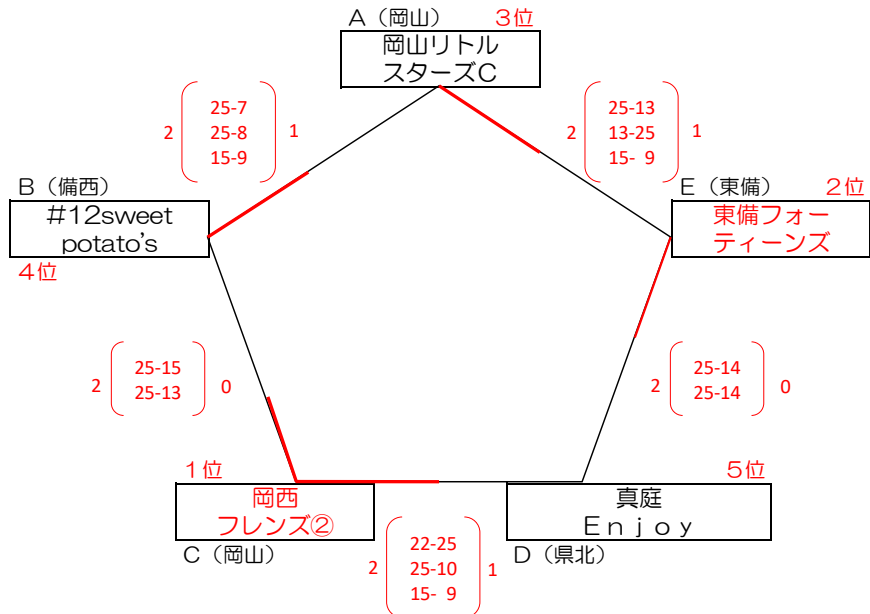 A（岡山） 3位
岡山リトル
スターズC
2 25-7 1
25-8
15-9
2 25-13 1
13-25
15- 9
B（備西）
#12sweet
potato's
4位
E（東備） 2位
東備フォー
ティーンズ
2 25-15 0
25-13
2 25-14 0
25-14
1位
岡西
フレンズ②
C（岡山）
5位
真庭
Ｅｎｊｏｙ
D（県北）
2 22-25 1
25-10
15- 9